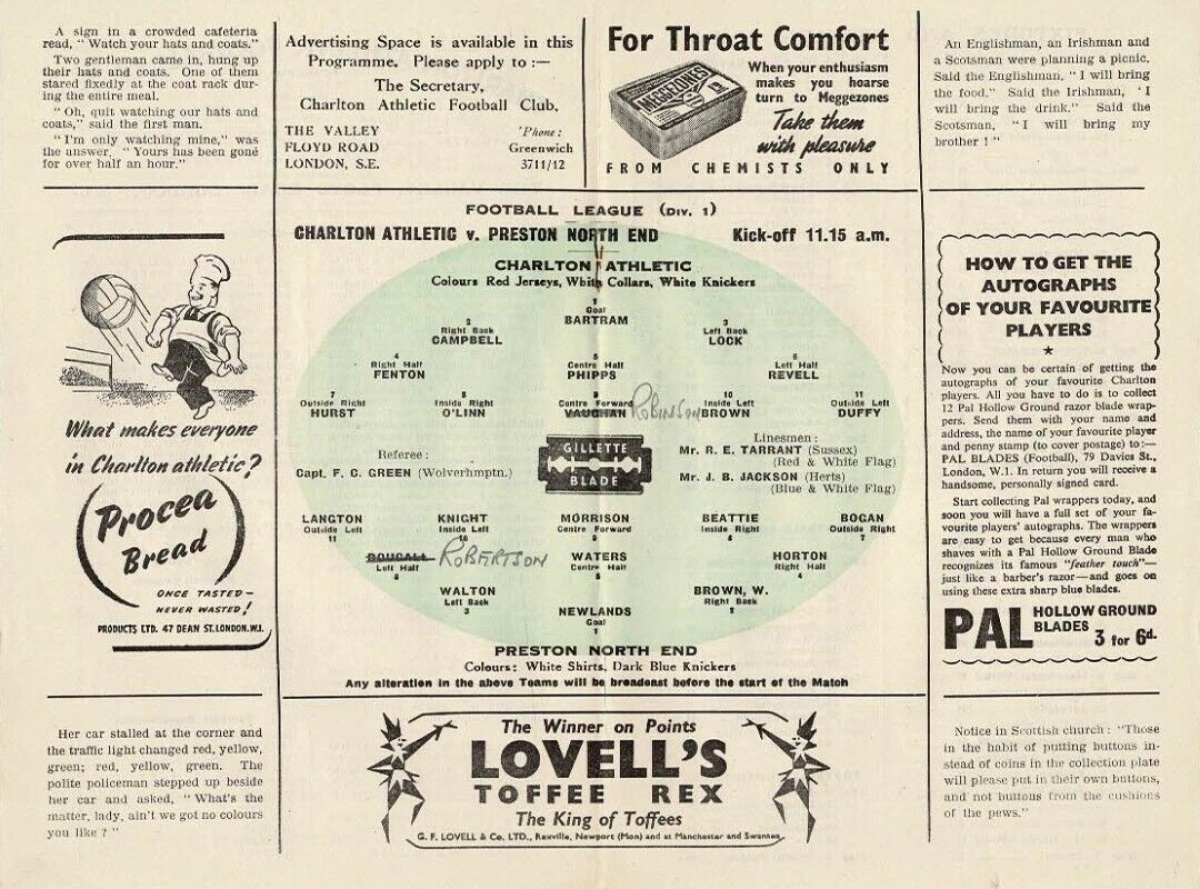 A sign in a crowded cafeteria
read, "Watch your hats and coats."
Two gentleman came in, hung up
their hats and coats. One of them
stared fixedly at the coat rack dur-
ing the entire meal.
"Oh, quit watching our hats and
coats," said the first man.
"I'm only watching mine," was
the answer. "Yours has been gone
for over half an hour."
Advertising Space is available in this
Programme. Please apply to :—
The Secretary,
Charlton Athletic Football Club.
THE VALLEY
FLOYD ROAD
LONDON, S.E.
'Phone :
Greenwich
3711/12
For Throat Comfort
MEGGEZONES
When your enthusiasm
makes you hoarse
turn to Meggezones
Take them
with pleasure
FROM CHEMISTS ONLY
An Englishman, an Irishman and
a Scotsman were planning a picnic.
Said the Englishman, "I will bring
the food." Said the Irishman, 'I
will bring the drink." Said the
Scotsman, "I will bring my
brother !"
What makes everyone
in Charlton athletic?
Procea
Bread
ONCE TASTED—
NEVER WASTED!
PRODUCTS LTD. 47 DEAN ST. LONDON. W.1.
FOOTBALL LEAGUE (DIV. 1)
CHARLTON ATHLETIC v. PRESTON NORTH END Kick-off 11.15 a.m.
CHARLTON ATHLETIC
Colours Red Jerseys, White Collars, White Knickers
1
Goal
BARTRAM
2
Right Back
CAMPBELL
3
Left Back
LOCK
4
Right Half
FENTON
5
Centre Half
PHIPPS
6
Left Half
REVELL
7
Outside Right
HURST
8
Inside Right
O'LINN
9
Centre Forward
VAUGHAN ROBINSON
10
Inside Left
BROWN
11
Outside Left
DUFFY
Referee :
Capt. F. C. GREEN (Wolverhmptn.)
GILLETTE
BLADE
Linesmen :
Mr. R. E. TARRANT (Sussex)
(Red & White Flag)
Mr. J. B. JACKSON (Herts)
(Blue & White Flag)
LANGTON
Outside Left
11
KNIGHT
Inside Left
10
MORRISON
Centre Forward
9
BEATTIE
Inside Right
8
BOGAN
Outside Right
7
DOUGALL ROBERTSON
Left Half
6
WATERS
Centre Half
5
HORTON
Right Half
4
WALTON
Left Back
3
BROWN, W.
Right Back
2
NEWLANDS
Goal
1
PRESTON NORTH END
Colours: White Shirts, Dark Blue Knickers
Any alteration in the above Teams will be broadcast before the start of the Match
HOW TO GET THE
AUTOGRAPHS
OF YOUR FAVOURITE
PLAYERS
Now you can be certain of getting the
autographs of your favourite Charlton
players. All you have to do is to collect
12 Pal Hollow Ground razor blade wrap-
pers. Send them with your name and
address, the name of your favourite player
and penny stamp (to cover postage) to:—
PAL BLADES (Football), 79 Davies St.,
London, W.1. In return you will receive a
handsome, personally signed card.
Start collecting Pal wrappers today, and
soon you will have a full set of your fa-
vourite players' autographs. The wrappers
are easy to get because every man who
shaves with a Pal Hollow Ground Blade
recognizes its famous "feather touch"—
just like a barber's razor—and goes on
using these extra sharp blue blades.
PAL HOLLOW GROUND
BLADES 3 for 6d.
Her car stalled at the corner and
the traffic light changed red, yellow,
green; red, yellow, green. The
polite policeman stepped up beside
her car and asked, "What's the
matter, lady, ain't we got no colours
you like ?"
The Winner on Points
LOVELL'S
TOFFEE REX
The King of Toffees
G. F. LOVELL & Co. LTD., Rexville, Newport (Mon) and at Manchester and Swansea.
Notice in Scottish church : "Those
in the habit of putting buttons in-
stead of coins in the collection plate
will please put in their own buttons,
and not buttons from the cushions
of the pews."